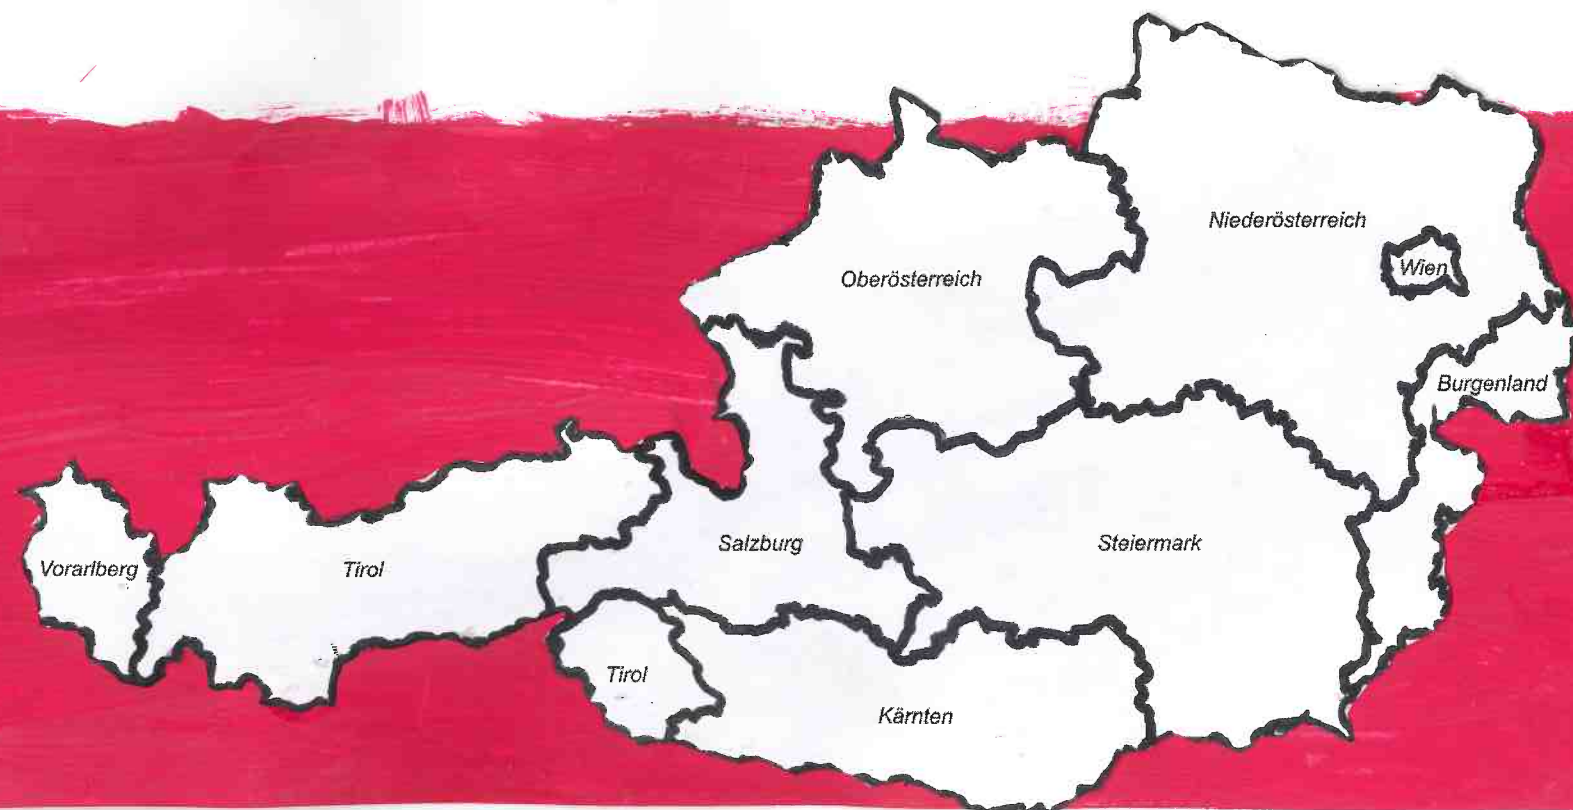 Niederösterreich
Wien
Oberösterreich
Burgenland
Salzburg
Steiermark
Vorarlberg
Tirol
Tirol
Kärnten